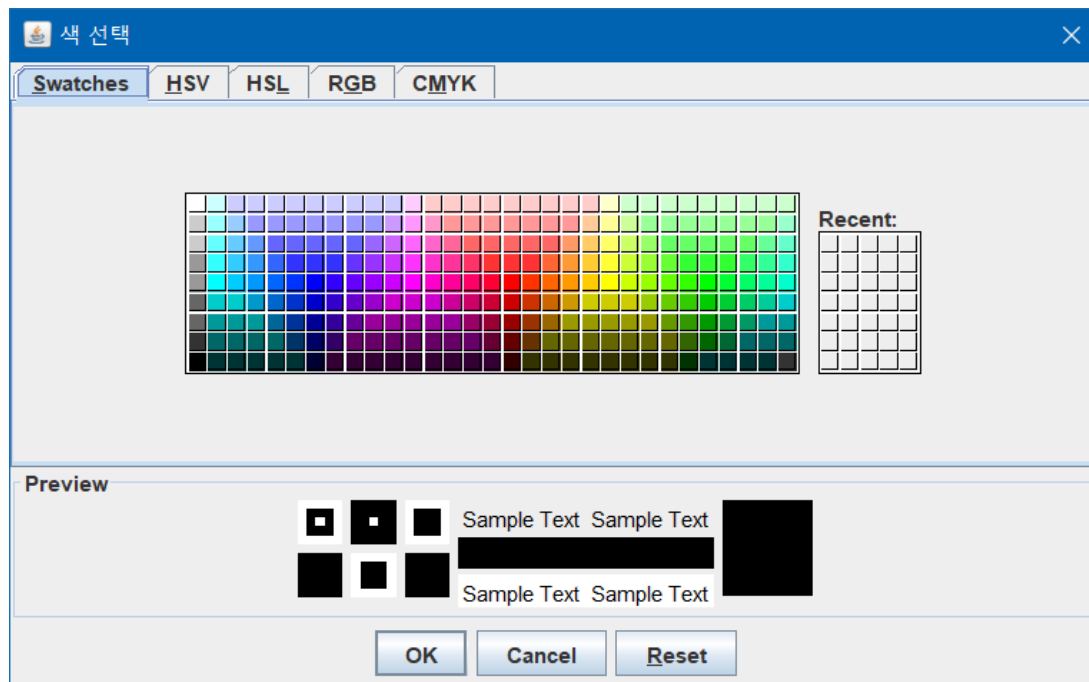 색 선택
Swatches HSV HSL RGB CMYK
Recent:
Preview
Sample Text Sample Text
Sample Text Sample Text
OK Cancel Reset